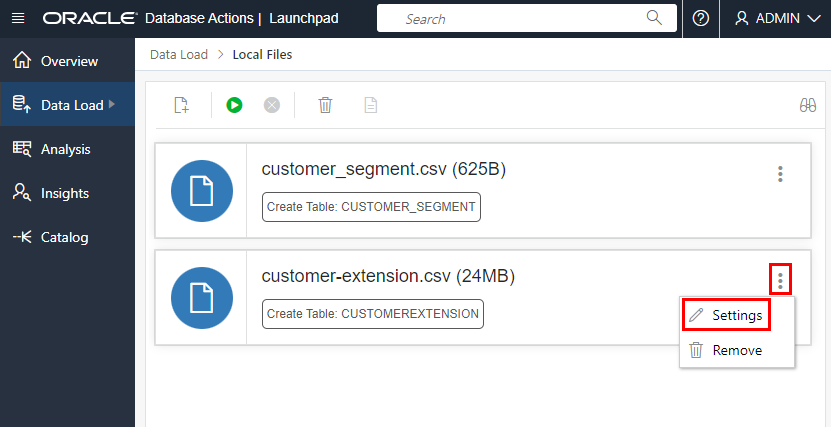 ORACLE Database Actions | Launchpad
Search
ADMIN
Overview
Data Load
Analysis
Insights
Catalog
Data Load > Local Files
customer_segment.csv (625B)
Create Table: CUSTOMER_SEGMENT
customer-extension.csv (24MB)
Create Table: CUSTOMEREXTENSION
Settings
Remove